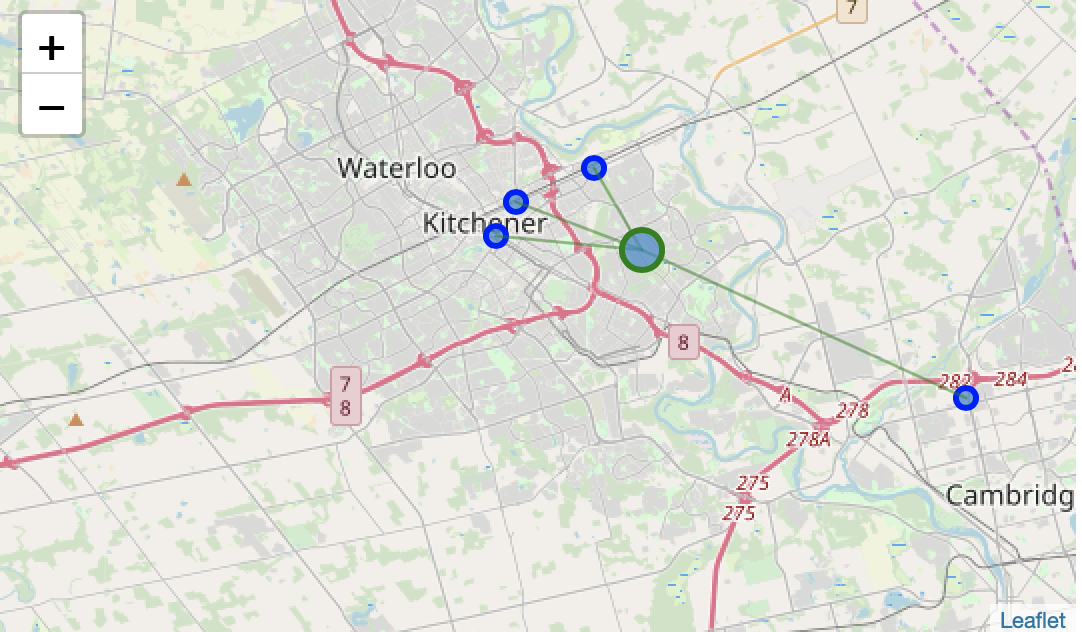 +
−
7
Waterloo
Kitchener
8
7
8
A
282
284
278
278A
275
275
Cambridg
Leaflet